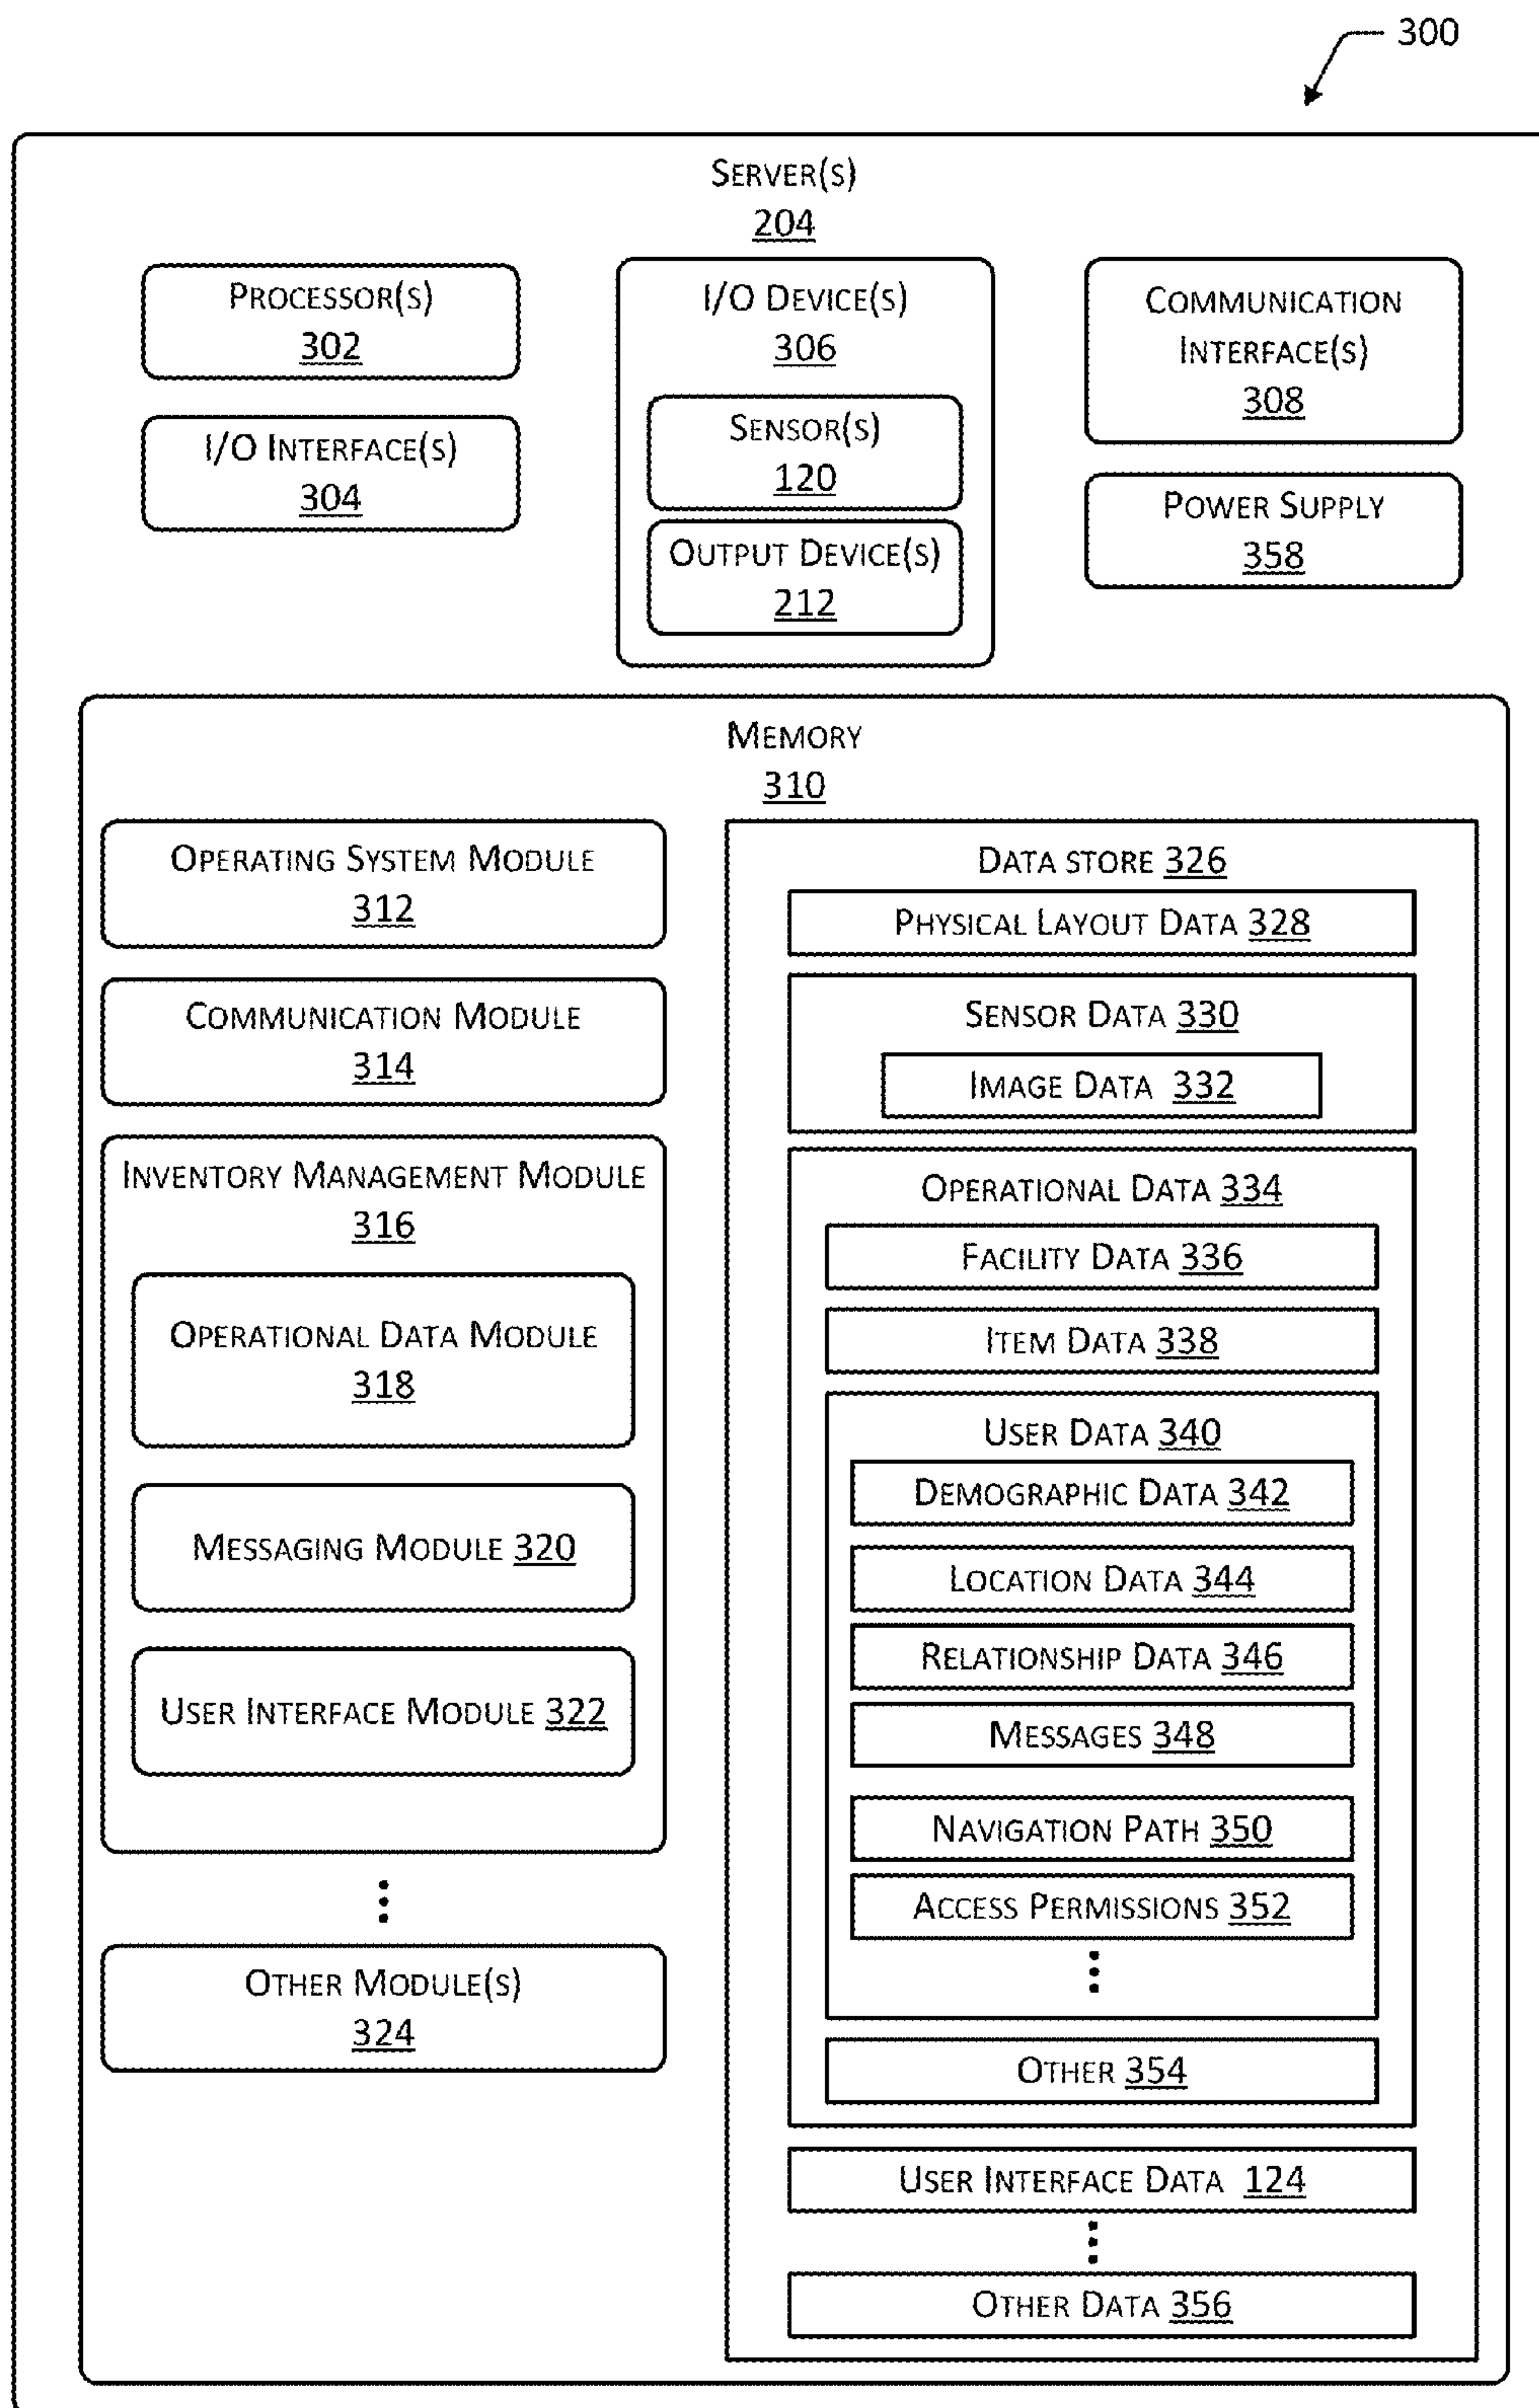 300
SERVER(S)
204
PROCESSOR(S)
302
I/O INTERFACE(S)
304
I/O DEVICE(S)
306
SENSOR(S)
120
OUTPUT DEVICE(S)
212
COMMUNICATION
INTERFACE(S)
308
POWER SUPPLY
358
MEMORY
310
OPERATING SYSTEM MODULE
312
COMMUNICATION MODULE
314
INVENTORY MANAGEMENT MODULE
316
OPERATIONAL DATA MODULE
318
MESSAGING MODULE 320
USER INTERFACE MODULE 322
OTHER MODULE(S)
324
DATA STORE 326
PHYSICAL LAYOUT DATA 328
SENSOR DATA 330
IMAGE DATA 332
OPERATIONAL DATA 334
FACILITY DATA 336
ITEM DATA 338
USER DATA 340
DEMOGRAPHIC DATA 342
LOCATION DATA 344
RELATIONSHIP DATA 346
MESSAGES 348
NAVIGATION PATH 350
ACCESS PERMISSIONS 352
OTHER 354
USER INTERFACE DATA 124
OTHER DATA 356